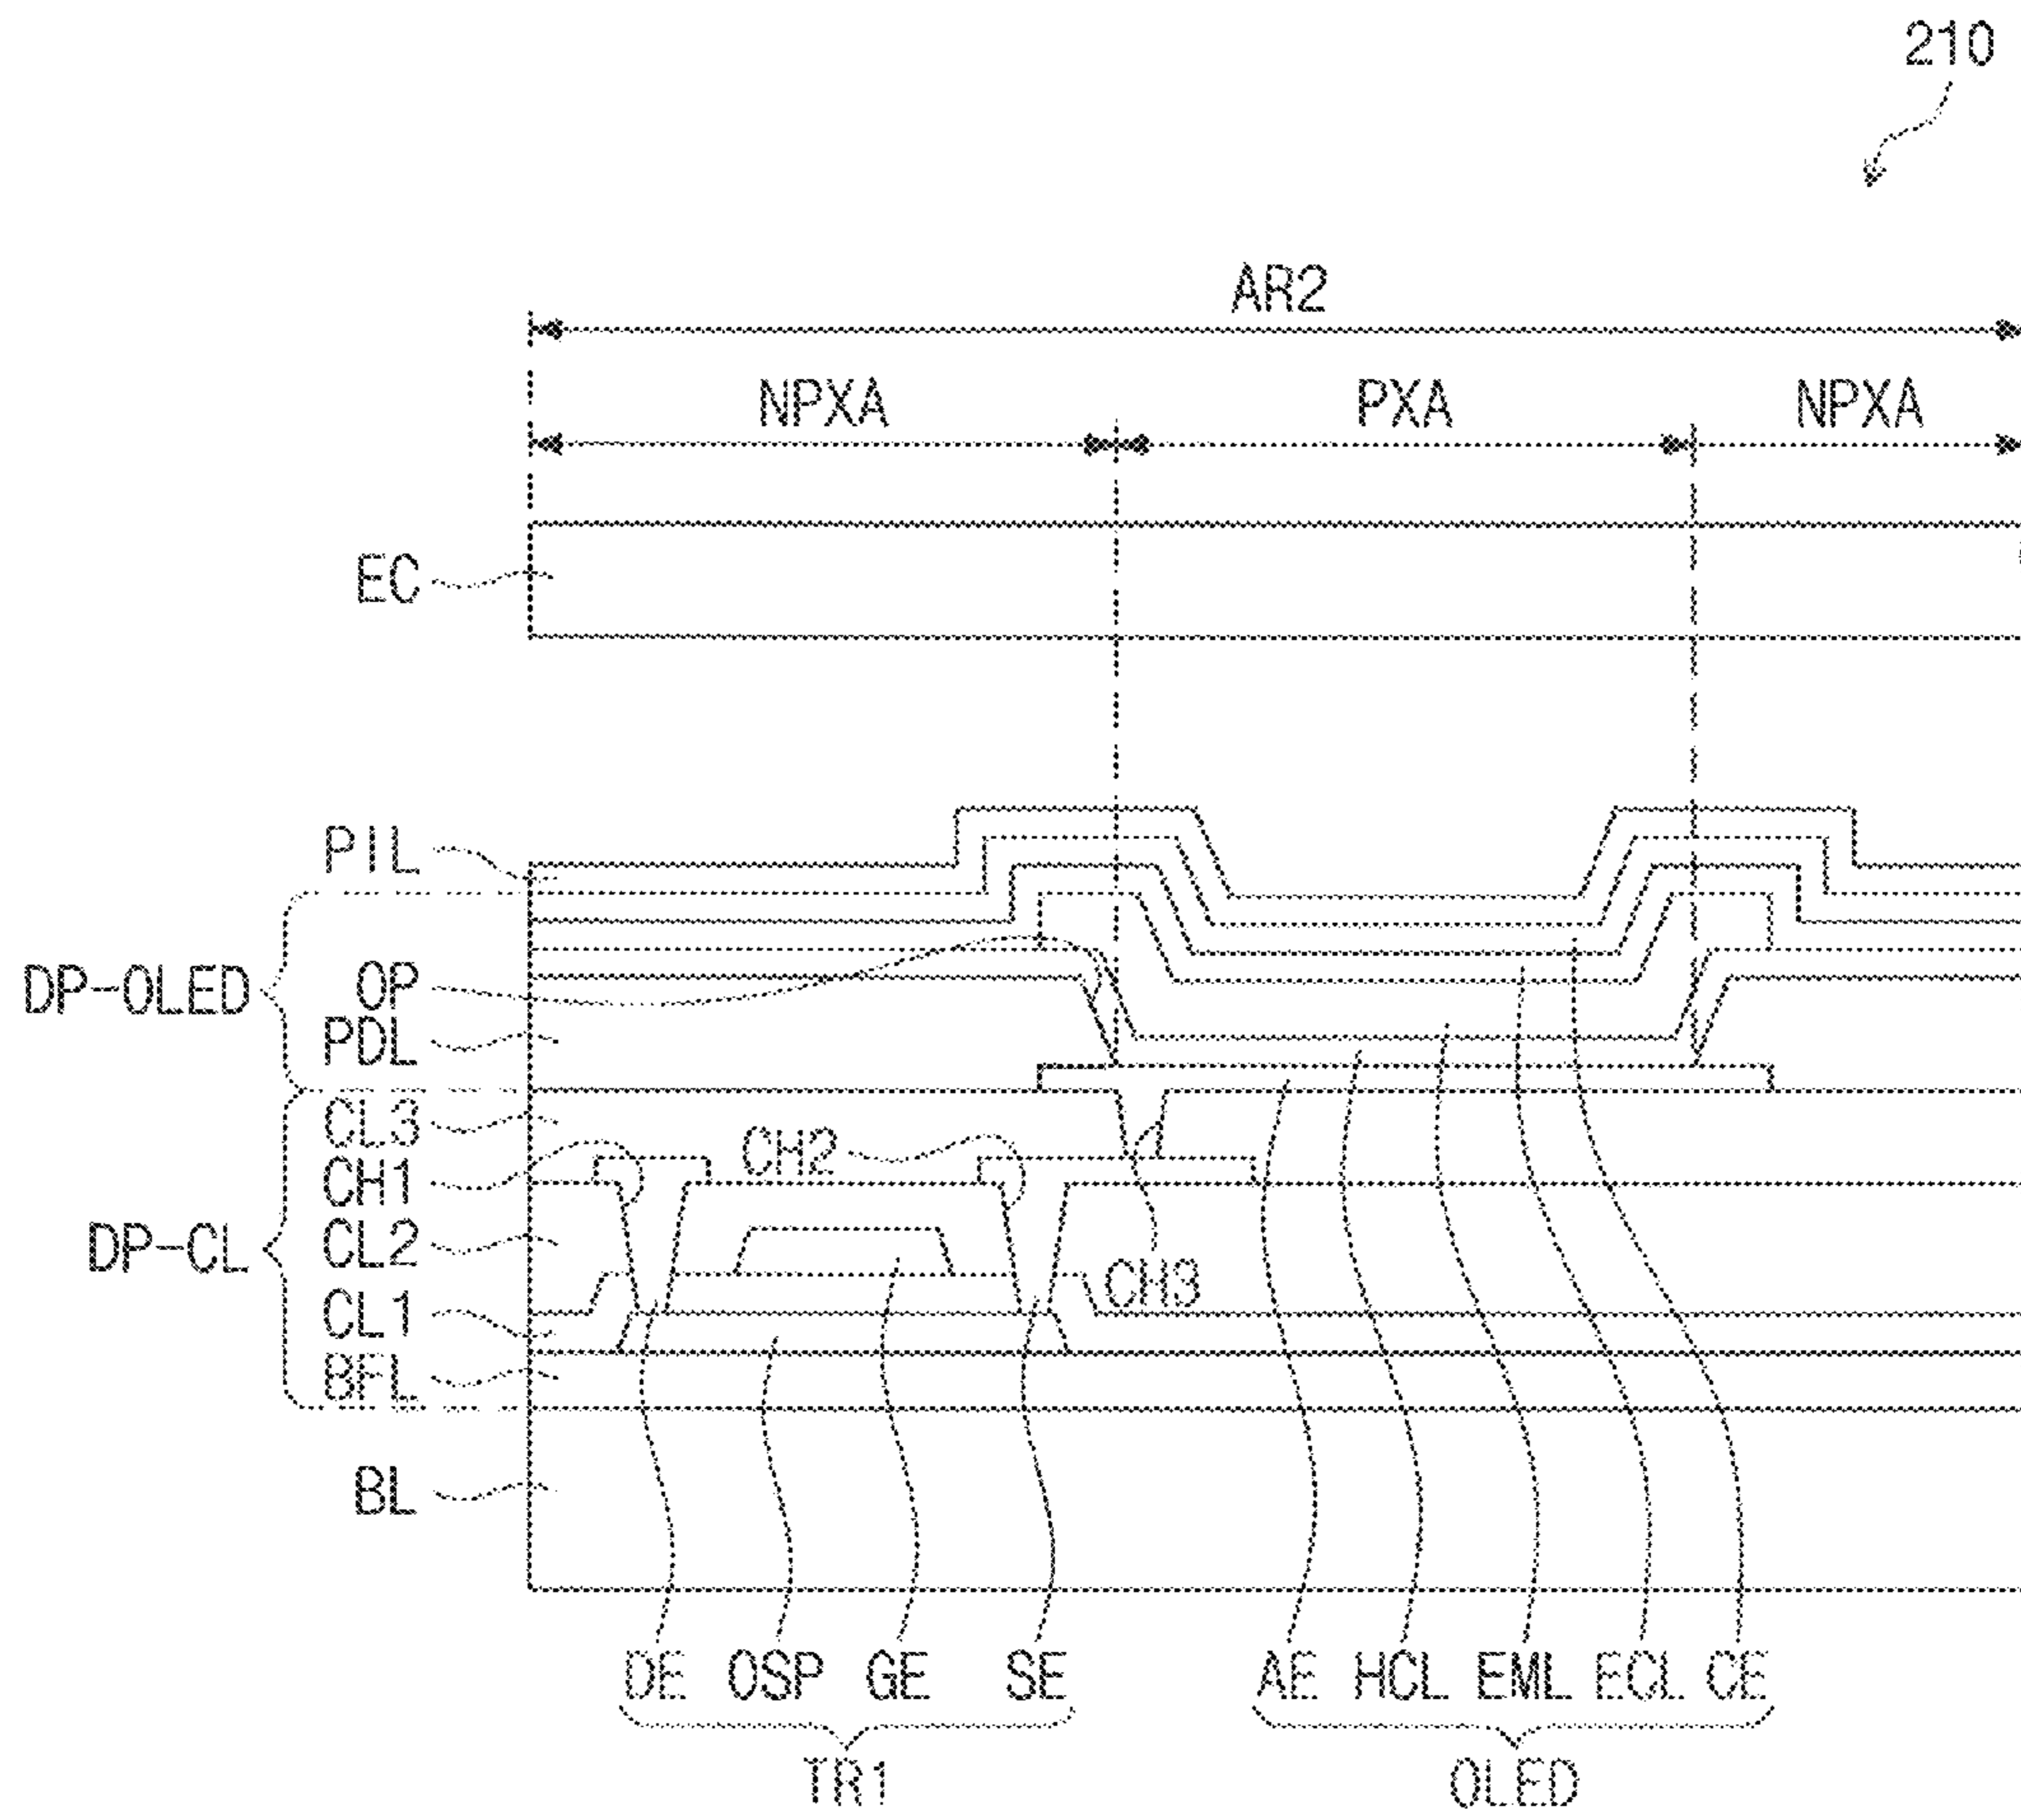 210
AR2
NPXA PXA NPXA
EC
PIL
DP-OLED
OP
PDL
CL3
CH2
CH1
DP-CL
CL2
CH3
CL1
BFL
BL
DE OSP GE SE AE HCL EML ECL CE
TR1 OLED